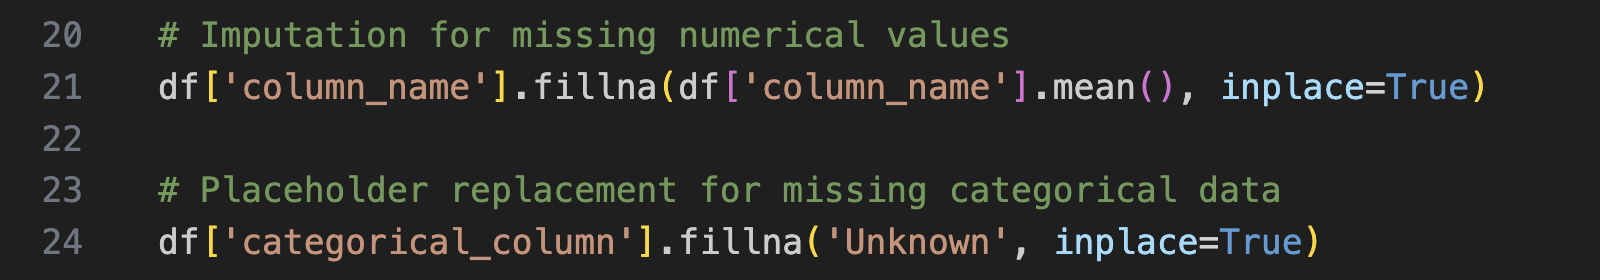 20 # Imputation for missing numerical values
21 df['column_name'].fillna(df['column_name'].mean(), inplace=True)
22
23 # Placeholder replacement for missing categorical data
24 df['categorical_column'].fillna('Unknown', inplace=True)